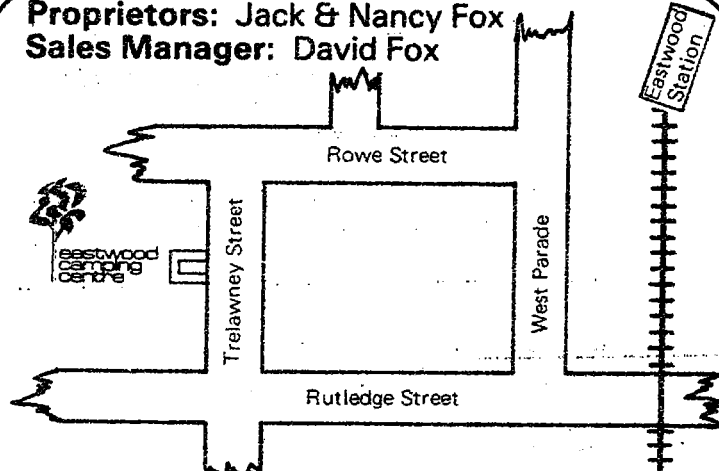 Proprietors: Jack & Nancy Fox
Sales Manager: David Fox
Eastwood
Station
Rowe Street
Trelawney Street
West Parade
eastwood
camping
centre
Rutledge Street